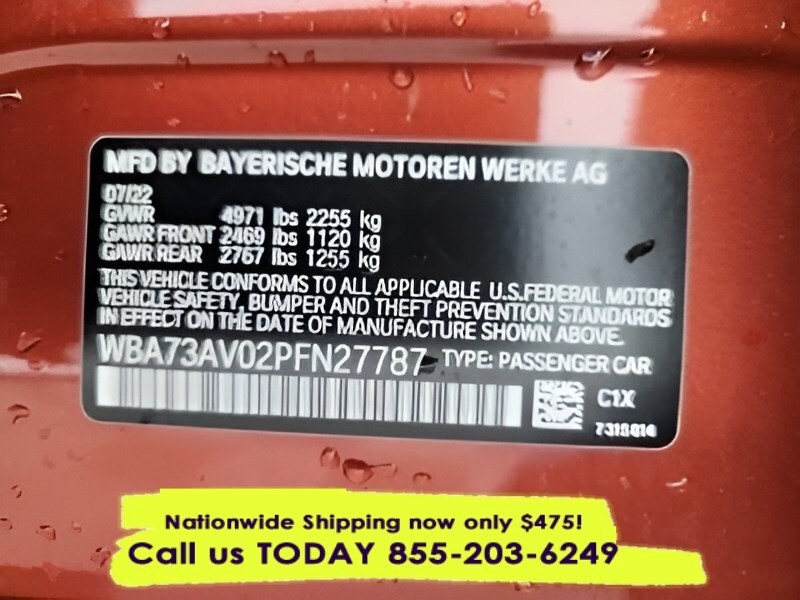 MFD BY BAYERISCHE MOTOREN WERKE AG
07/22
GVWR 4971 lbs 2255 kg
GAWR FRONT 2469 lbs 1120 kg
GAWR REAR 2767 lbs 1255 kg
THIS VEHICLE CONFORMS TO ALL APPLICABLE U.S.FEDERAL MOTOR
VEHICLE SAFETY, BUMPER AND THEFT PREVENTION STANDARDS
IN EFFECT ON THE DATE OF MANUFACTURE SHOWN ABOVE.
WBA73AV02PFN27787 TYPE: PASSENGER CAR
C1X
Nationwide Shipping now only $475!
Call us TODAY 855-203-6249